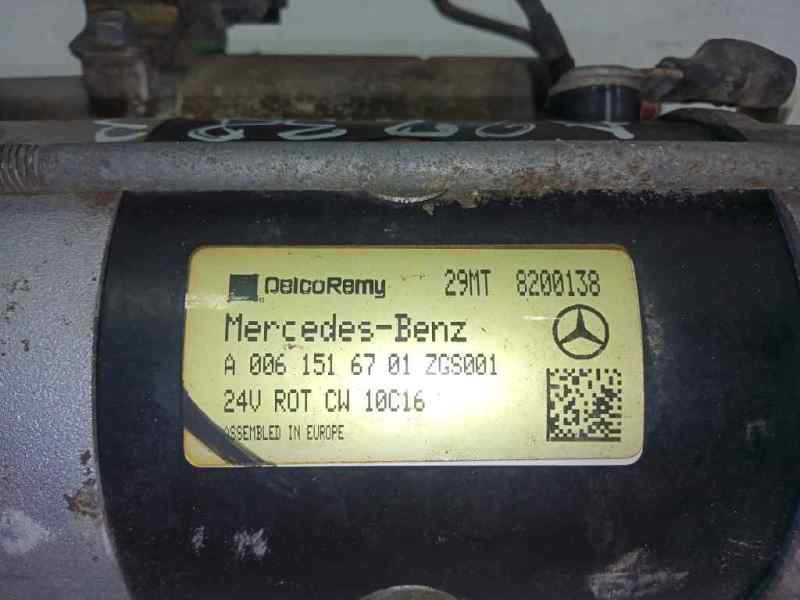 DelcoRemy 29MT 8200138
Mercedes-Benz
A 006 151 67 01 ZGS001
24V ROT CW 10C16
ASSEMBLED IN EUROPE